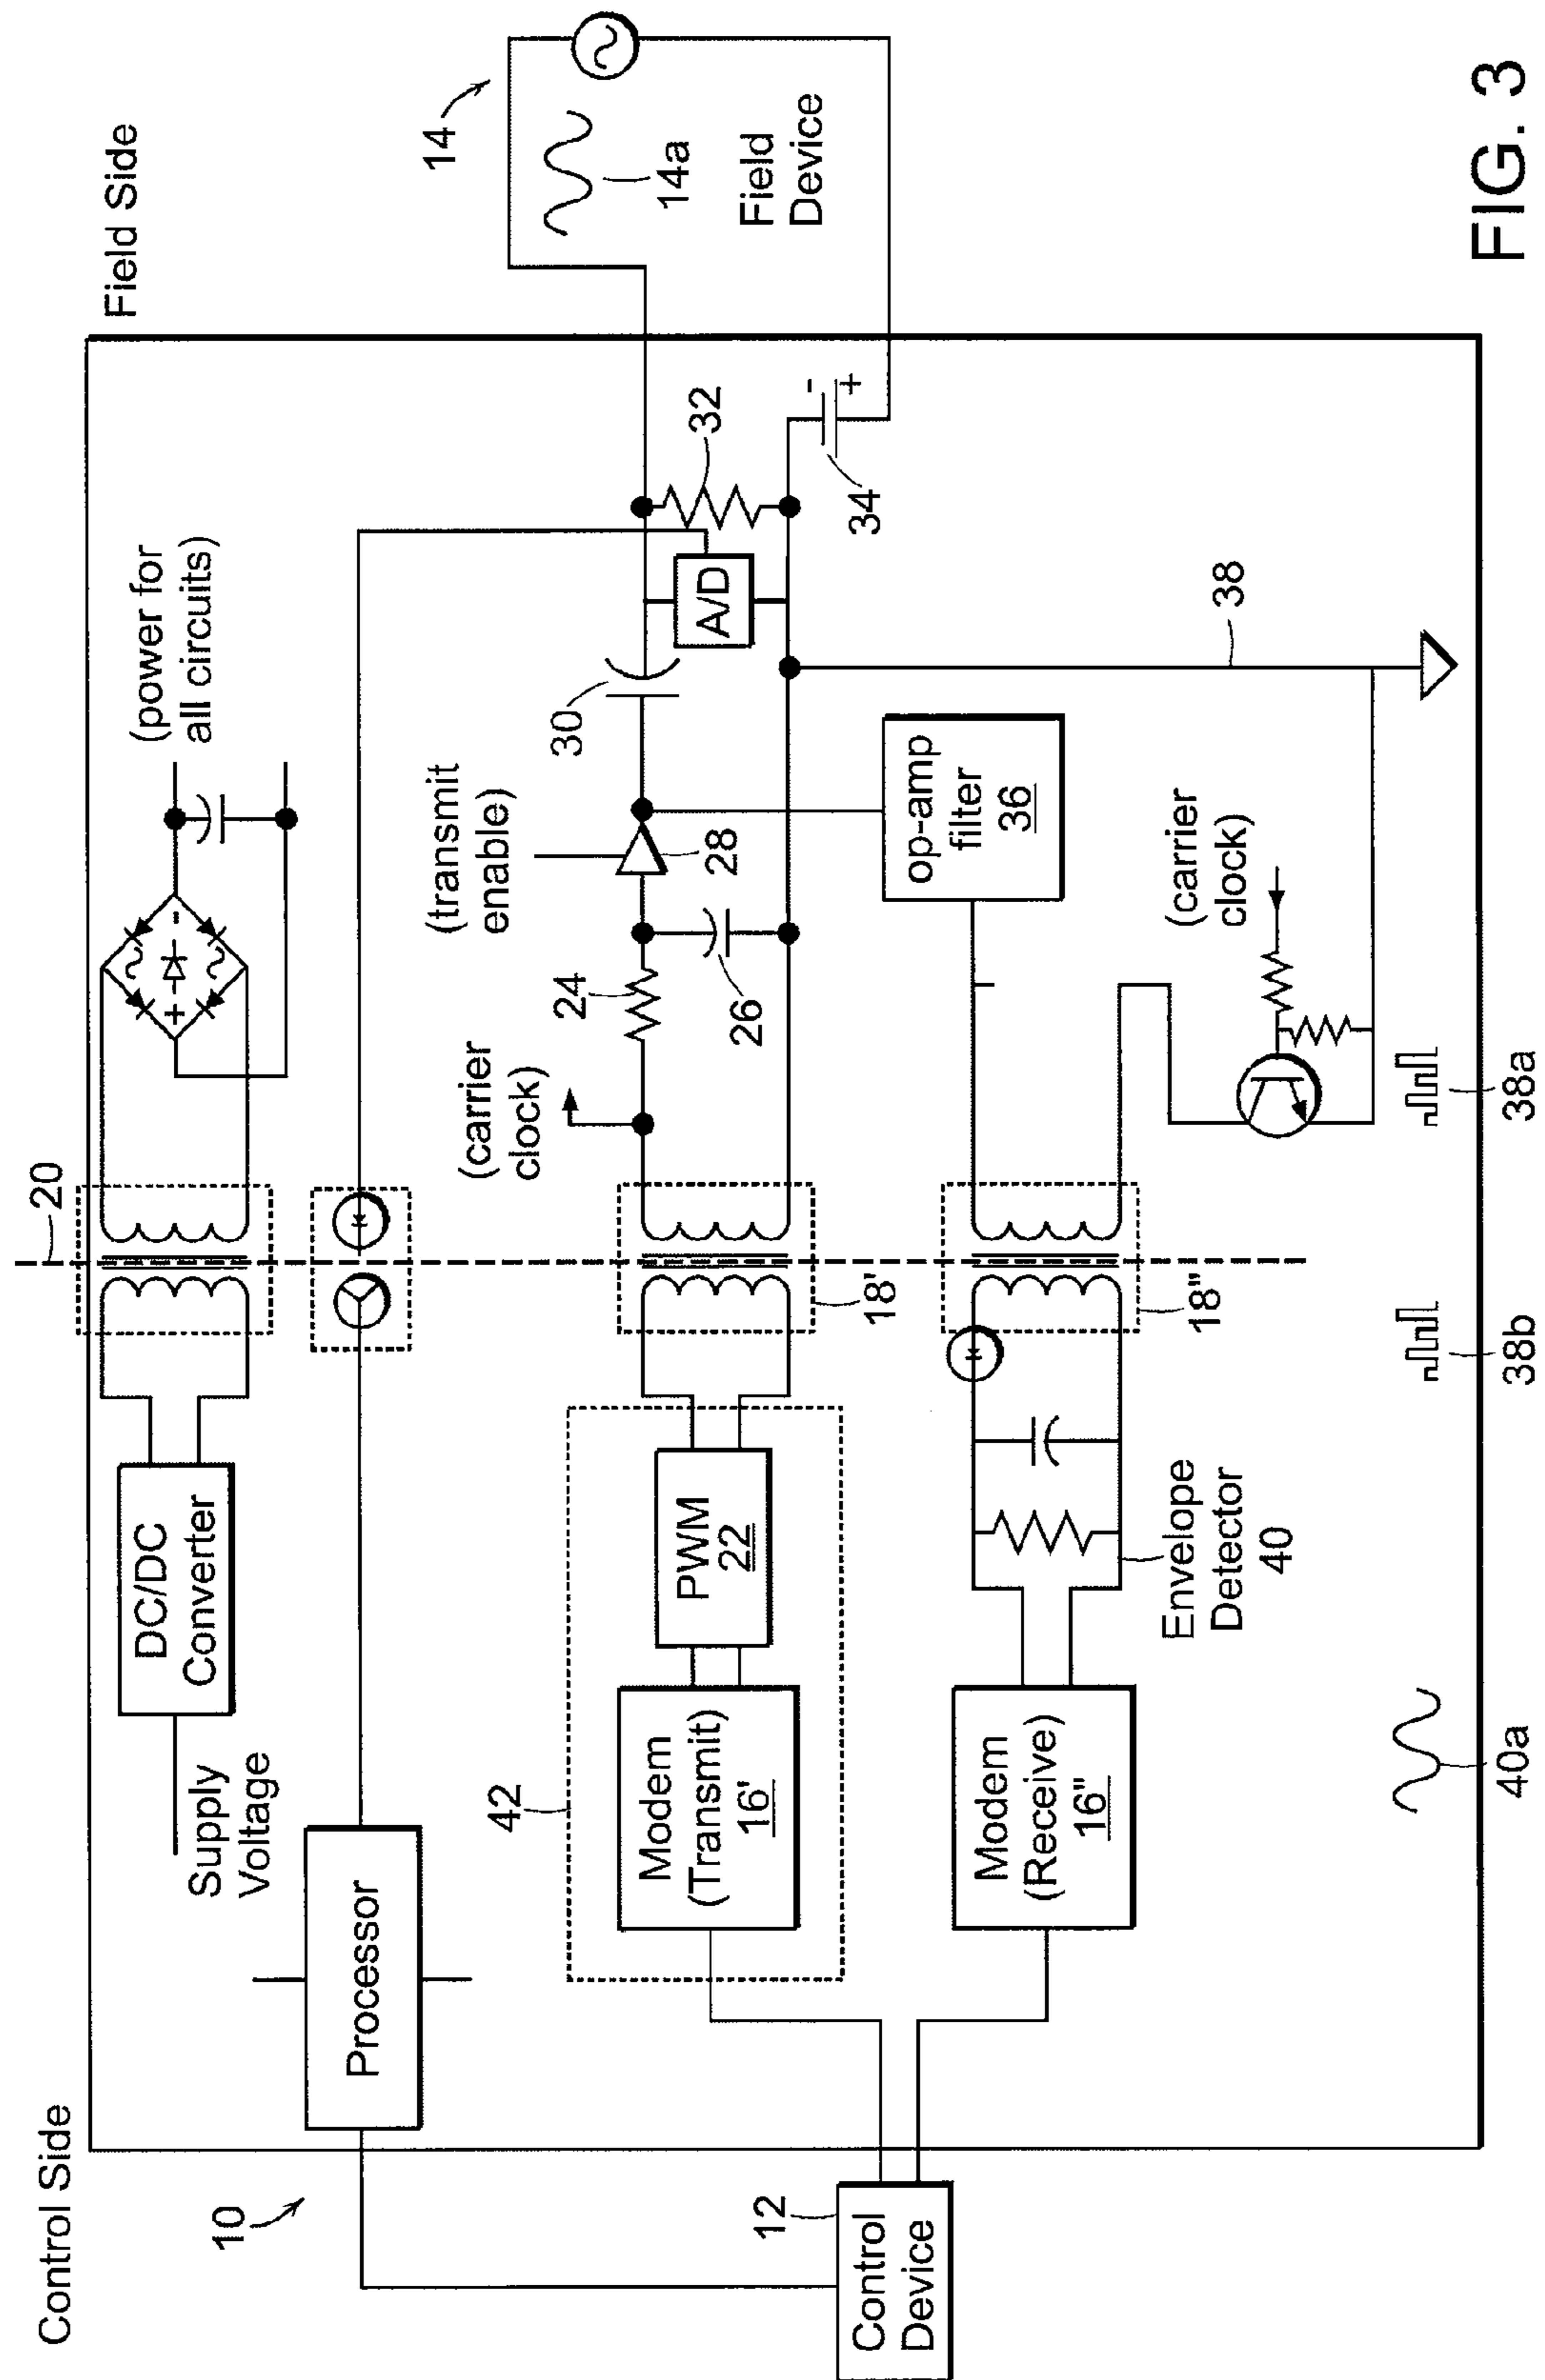 Control Side
Field Side
10
20
Supply
Voltage
DC/DC
Converter
(power for
all circuits)
~
+
-
~
Processor
14
14a
Field
Device
42
Modem
(Transmit)
16'
PWM
22
18'
(carrier
clock)
24
26
(transmit
enable)
28
30
A/D
32
34
-
+
12
Control
Device
Modem
(Receive)
16"
Envelope
Detector
40
18"
op-amp
filter
36
(carrier
clock)
38
40a
38b
38a
FIG. 3